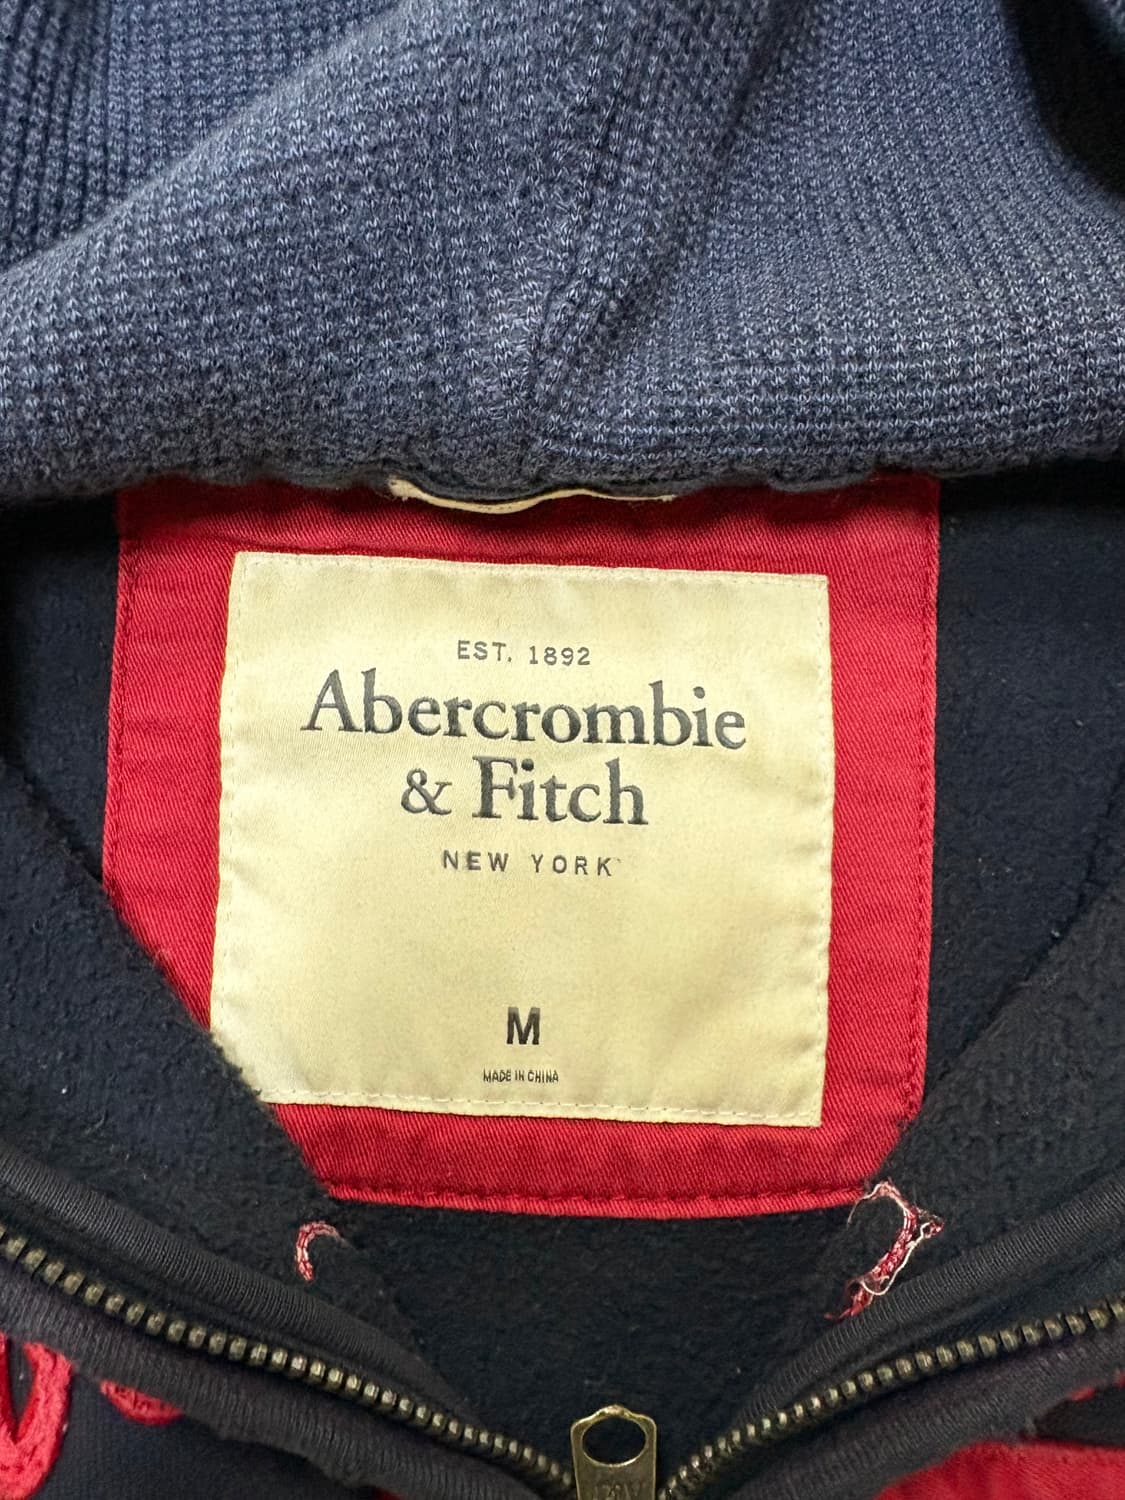 EST. 1892
Abercrombie
& Fitch
NEW YORK
M
MADE IN CHINA